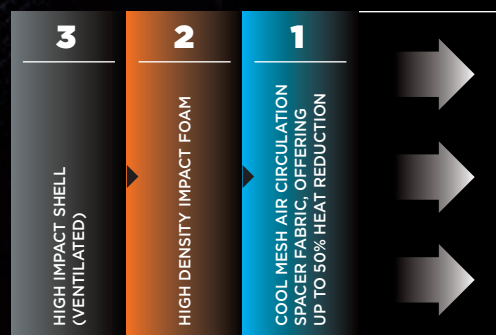 3
HIGH IMPACT SHELL
(VENTILATED)
2
HIGH DENSITY IMPACT FOAM
1
COOL MESH AIR CIRCULATION
SPACER FABRIC, OFFERING
UP TO 50% HEAT REDUCTION